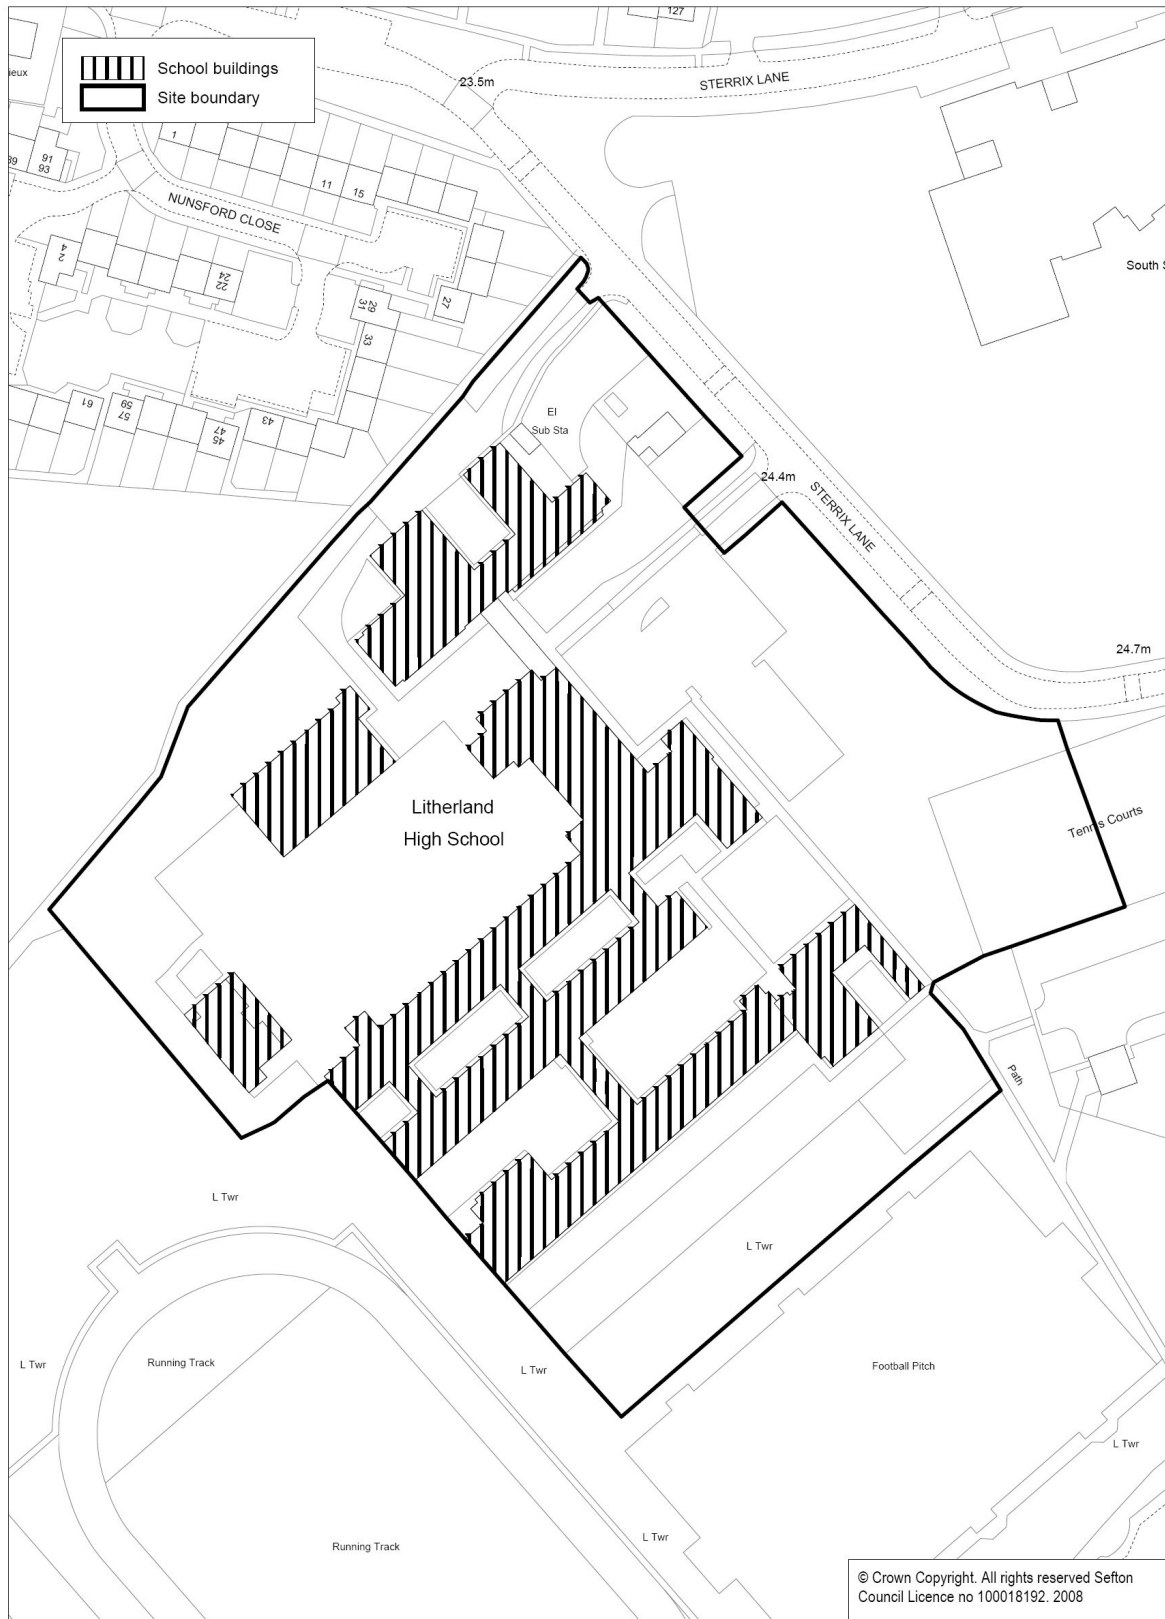 127
School buildings
Site boundary
23.5m
STERRIX LANE
1
91
93
11
15
NUNSFORD CLOSE
2
4
22
24
29
31
27
33
South S
61
59
57
47
45
43
El
Sub Sta
24.4m
STERRIX LANE
24.7m
Litherland
High School
Tennis Courts
Path
L Twr
L Twr
L Twr
Running Track
L Twr
Football Pitch
L Twr
L Twr
Running Track
© Crown Copyright. All rights reserved Sefton
Council Licence no 100018192. 2008